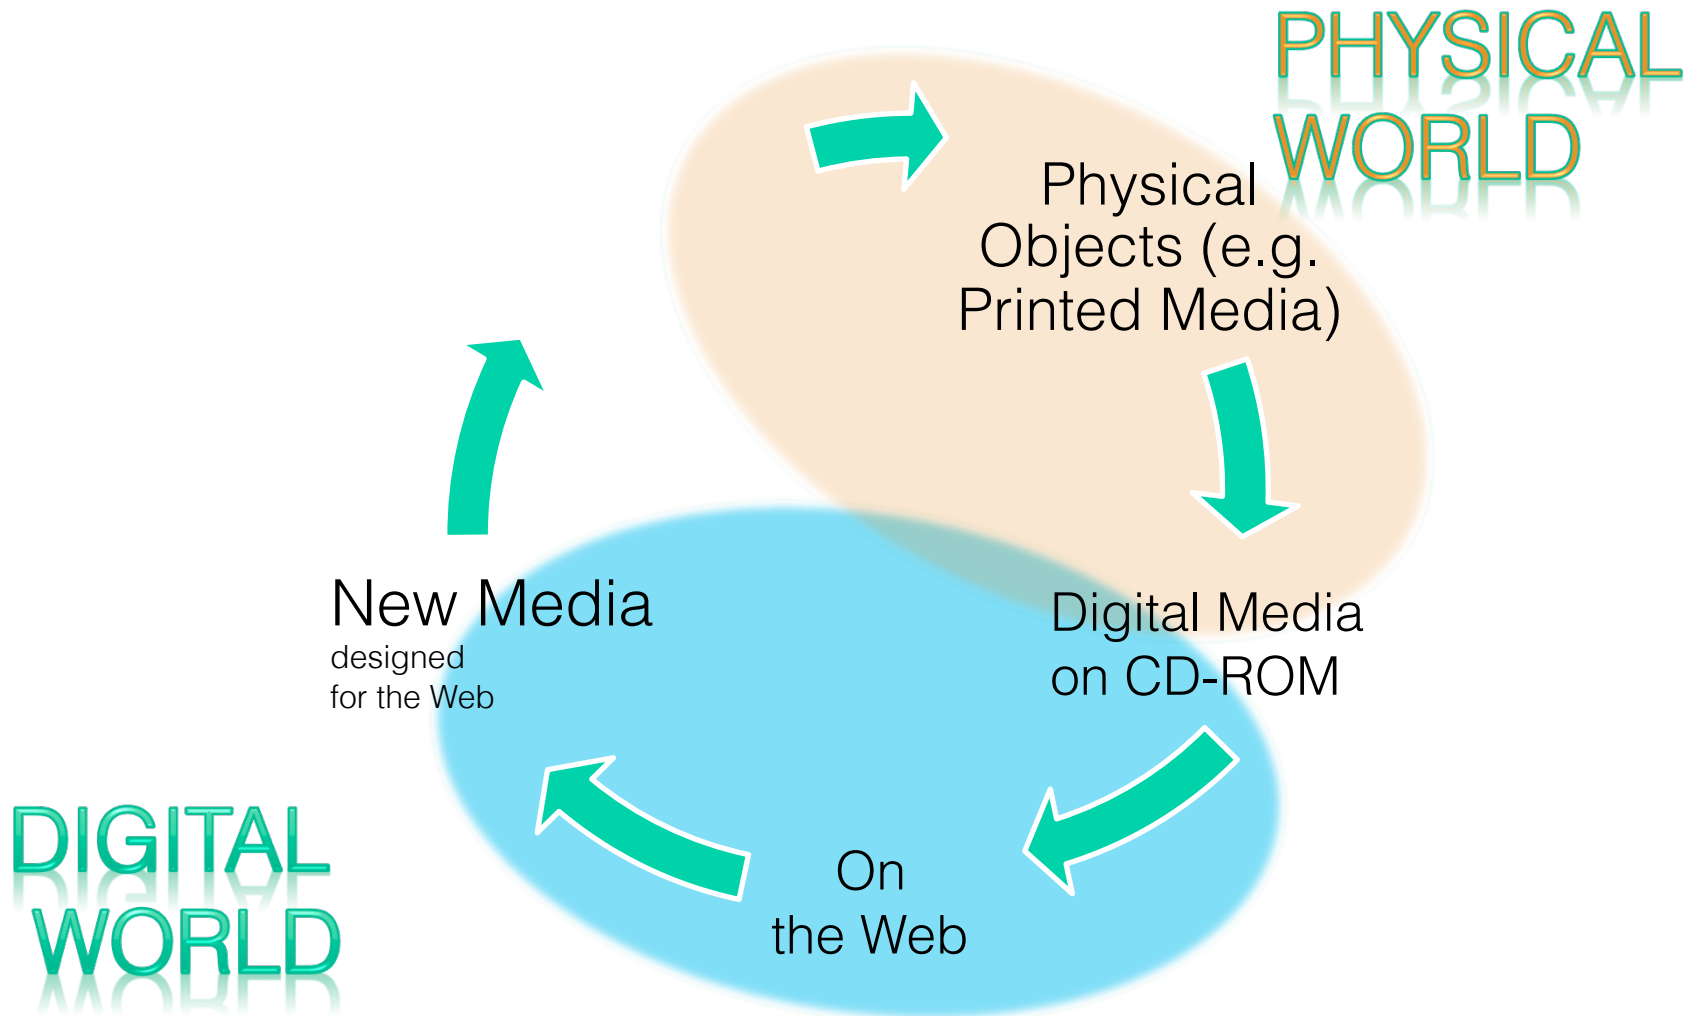 PHYSICAL
WORLD
Physical
Objects (e.g.
Printed Media)
New Media
designed
for the Web
Digital Media
on CD-ROM
On
the Web
DIGITAL
WORLD